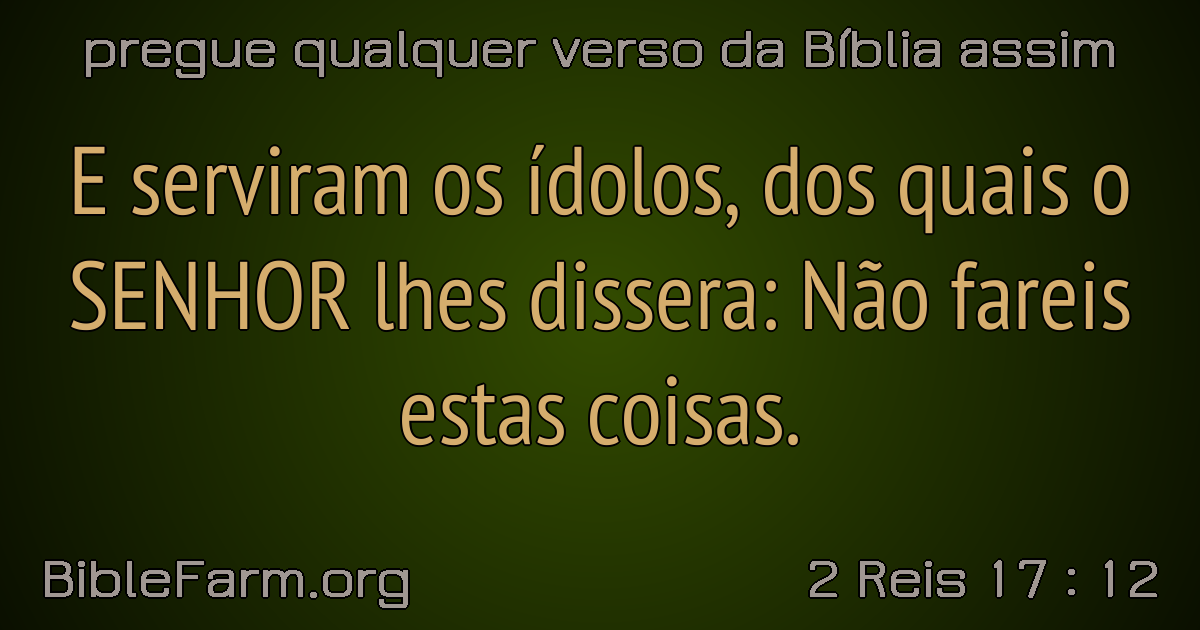 pregue qualquer verso da Bíblia assim
E serviram os ídolos, dos quais o
SENHOR lhes dissera: Não fareis
estas coisas.
BibleFarm.org
2 Reis 17 : 12